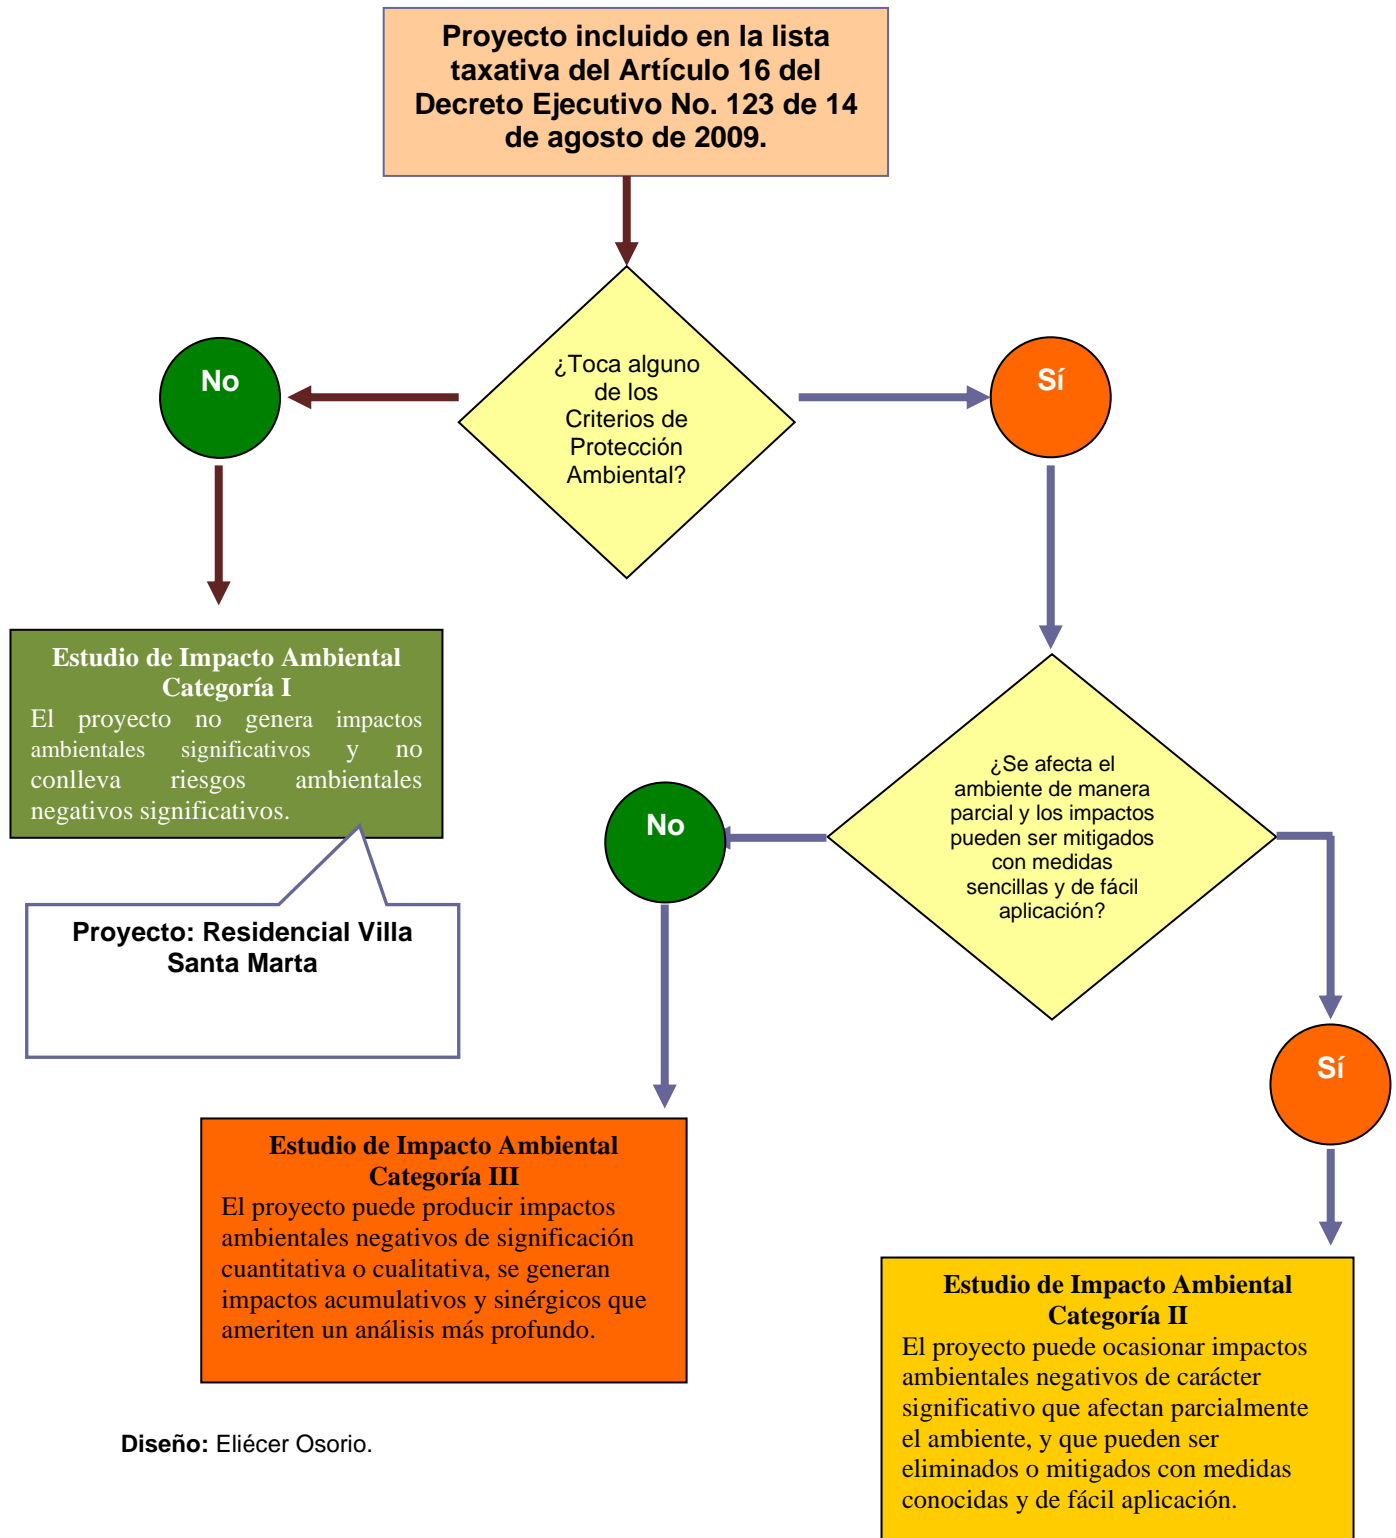 Proyecto incluido en la lista
taxativa del Artículo 16 del
Decreto Ejecutivo No. 123 de 14
de agosto de 2009.
¿Toca alguno
de los
Criterios de
Protección
Ambiental?
No
Sí
Estudio de Impacto Ambiental
Categoría I
El proyecto no genera impactos
ambientales significativos y no
conlleva riesgos ambientales
negativos significativos.
Proyecto: Residencial Villa
Santa Marta
¿Se afecta el
ambiente de manera
parcial y los impactos
pueden ser mitigados
con medidas
sencillas y de fácil
aplicación?
No
Sí
Estudio de Impacto Ambiental
Categoría III
El proyecto puede producir impactos
ambientales negativos de significación
cuantitativa o cualitativa, se generan
impactos acumulativos y sinérgicos que
ameriten un análisis más profundo.
Estudio de Impacto Ambiental
Categoría II
El proyecto puede ocasionar impactos
ambientales negativos de carácter
significativo que afectan parcialmente
el ambiente, y que pueden ser
eliminados o mitigados con medidas
conocidas y de fácil aplicación.
Diseño: Eliécer Osorio.